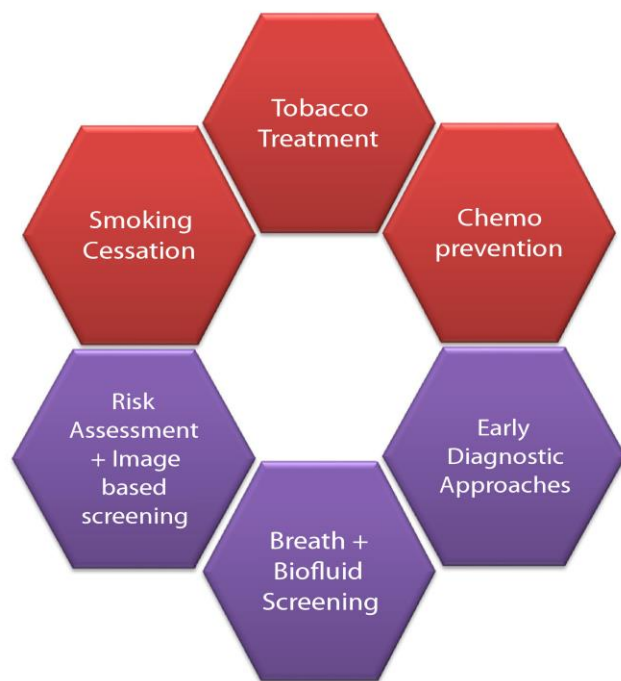 Tobacco
Treatment
Smoking
Cessation
Chemo
prevention
Risk
Assessment
+ Image
based
screening
Early
Diagnostic
Approaches
Breath +
Biofluid
Screening